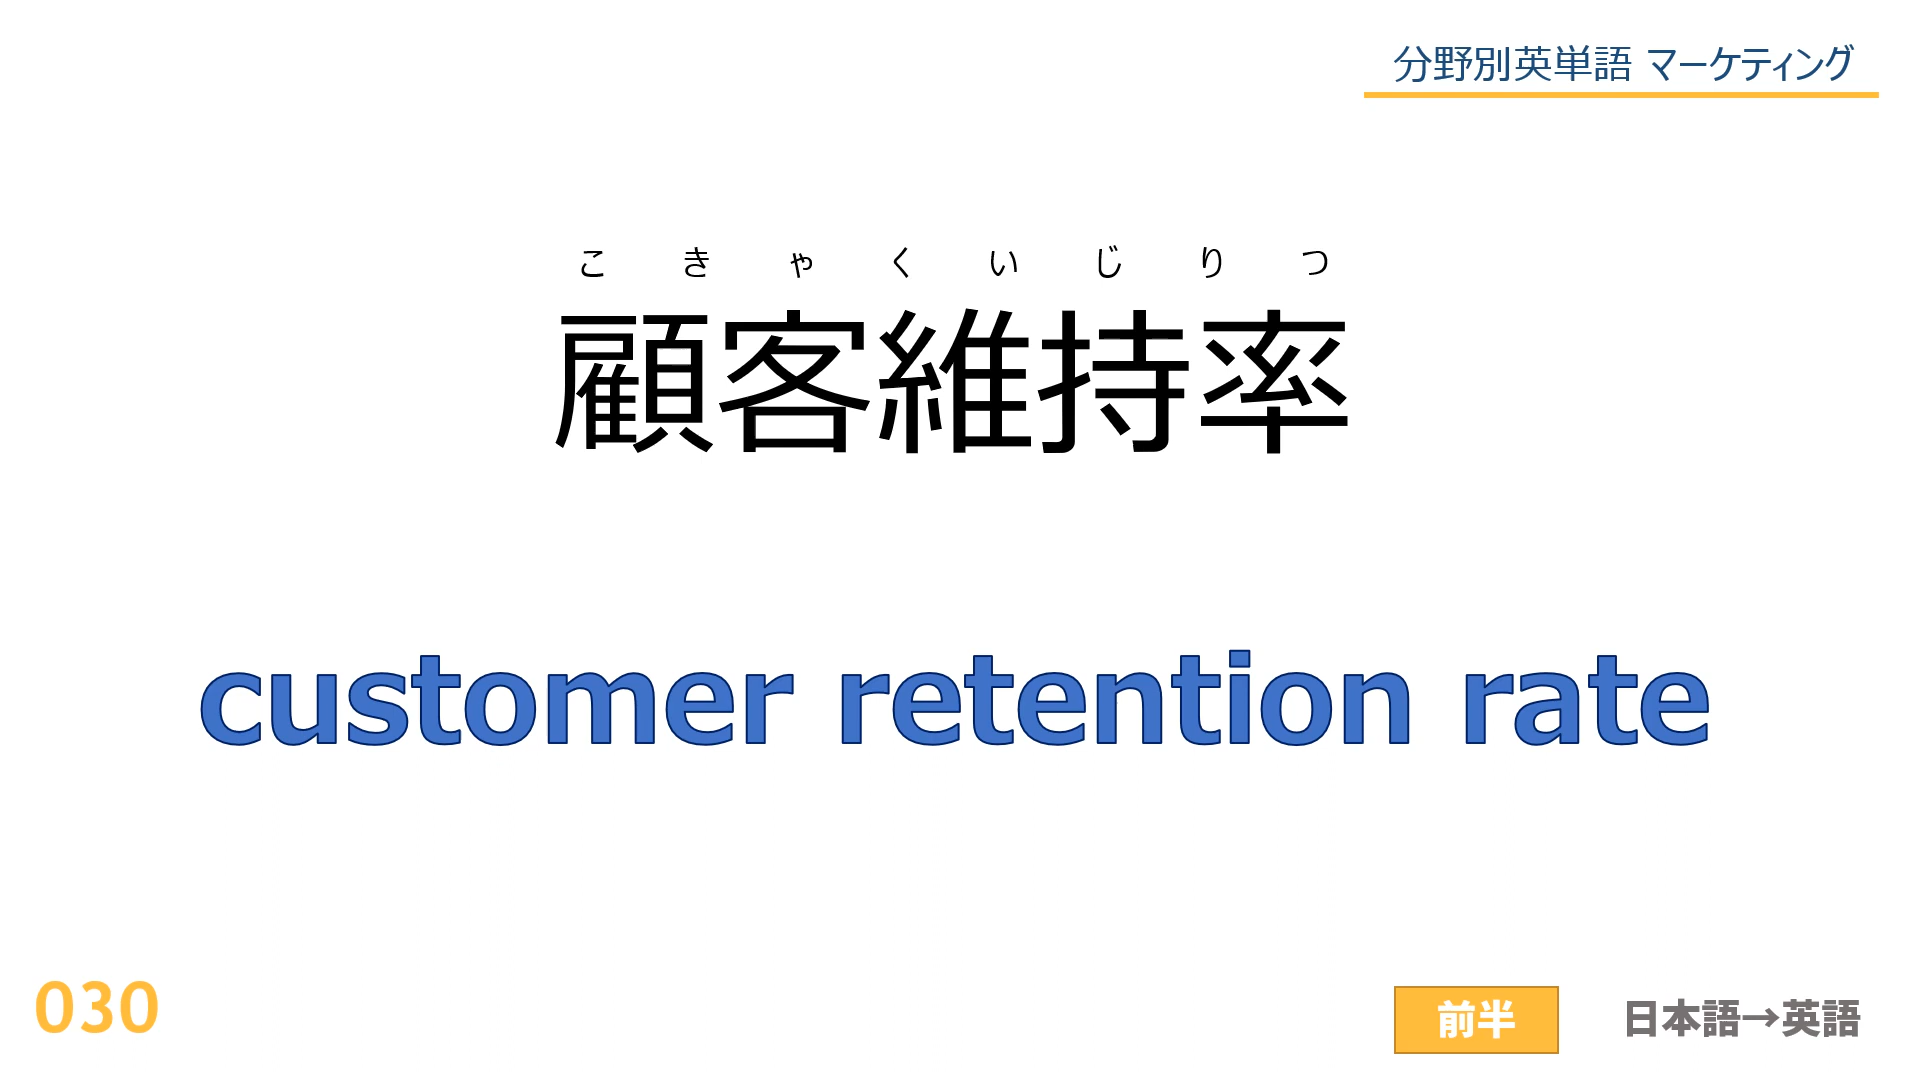 分野別英単語 マーケティング
こきゃくいじりつ
顧客維持率
customer retention rate
030
前半
日本語→英語